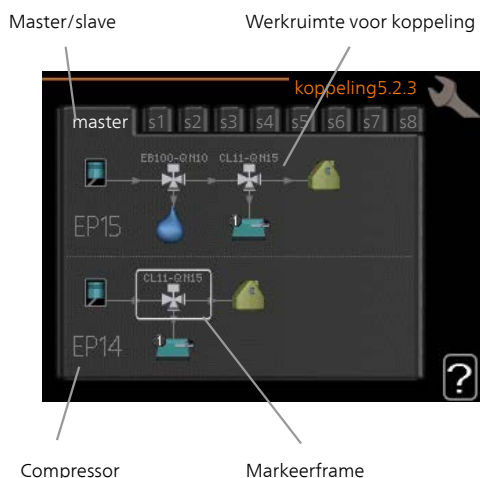 Master/slave
Werkruimte voor koppeling
koppeling5.2.3
master s1 s2 s3 s4 s5 s6 s7 s8
EB100-QN10 CL11-QN15
EP15
1
CL11-QN15
EP14
1
?
Compressor
Markeerframe